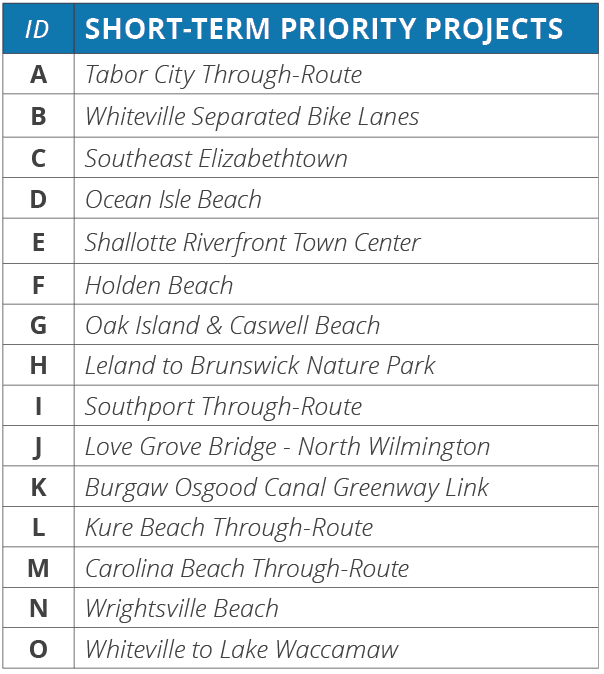 ID SHORT-TERM PRIORITY PROJECTS
A Tabor City Through-Route
B Whiteville Separated Bike Lanes
C Southeast Elizabethtown
D Ocean Isle Beach
E Shallotte Riverfront Town Center
F Holden Beach
G Oak Island & Caswell Beach
H Leland to Brunswick Nature Park
I Southport Through-Route
J Love Grove Bridge - North Wilmington
K Burgaw Osgood Canal Greenway Link
L Kure Beach Through-Route
M Carolina Beach Through-Route
N Wrightsville Beach
O Whiteville to Lake Waccamaw